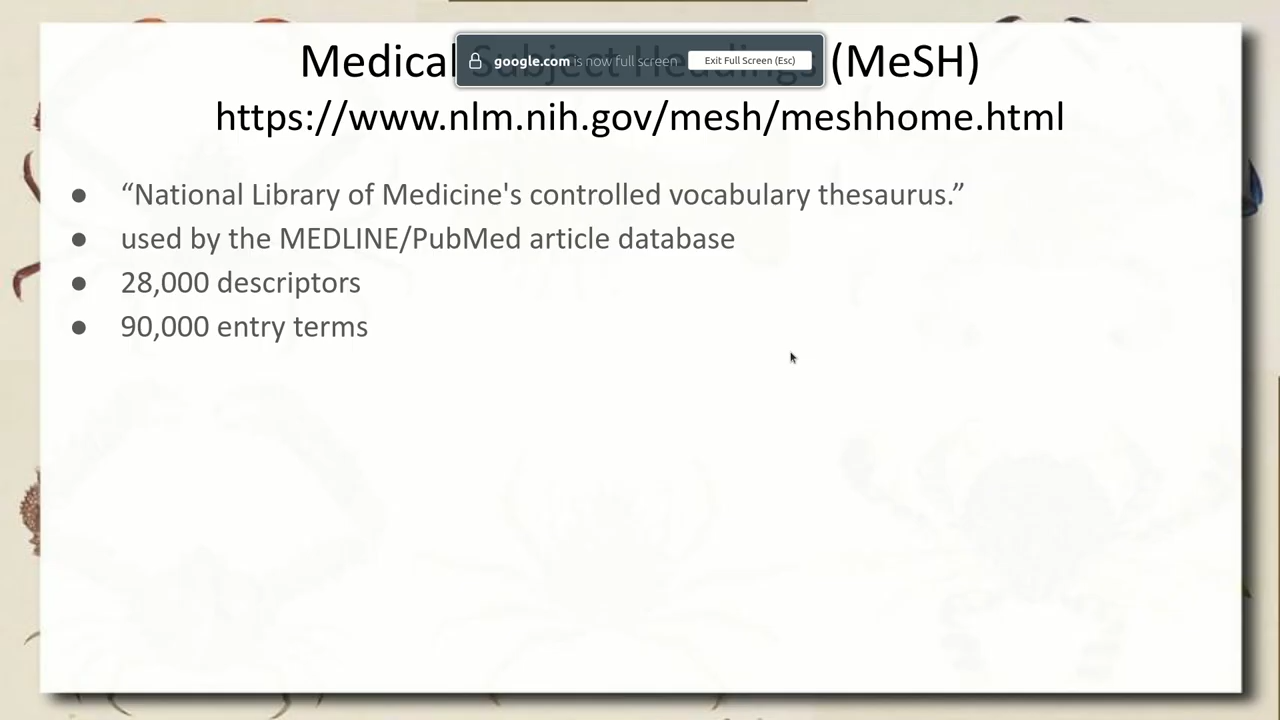 Medical Subject Headings (MeSH)
https://www.nlm.nih.gov/mesh/meshhome.html
google.com is now full screen
Exit Full Screen (Esc)
● “National Library of Medicine's controlled vocabulary thesaurus.”
● used by the MEDLINE/PubMed article database
● 28,000 descriptors
● 90,000 entry terms